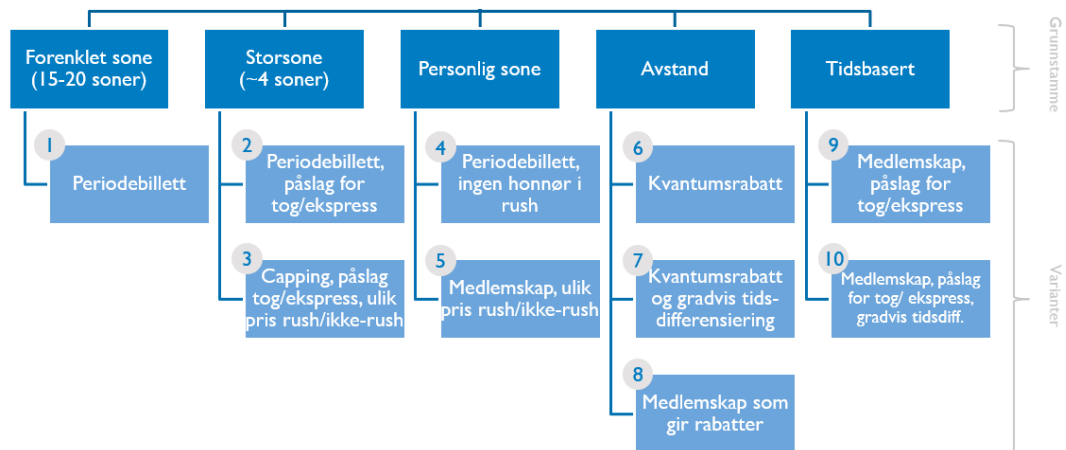 Forenklet sone
(15-20 soner)
Storsone
(~4 soner)
Personlig sone
Avstand
Tidsbasert
Grunnstamme
1
Periodebillett
2
Periodebillett,
påslag for
tog/ekspress
3
Capping, påslag
tog/ekspress, ulik
pris rush/ikke-rush
4
Periodebillett,
ingen honnør i
rush
5
Medlemskap, ulik
pris rush/ikke-rush
6
Kvantumsrabatt
7
Kvantumsrabatt
og gradvis tids-
differensiering
8
Medlemskap som
gir rabatter
9
Medlemskap,
påslag for
tog/ekspress
10
Medlemskap, påslag
for tog/ ekspress,
gradvis tidsdiff.
Varianter